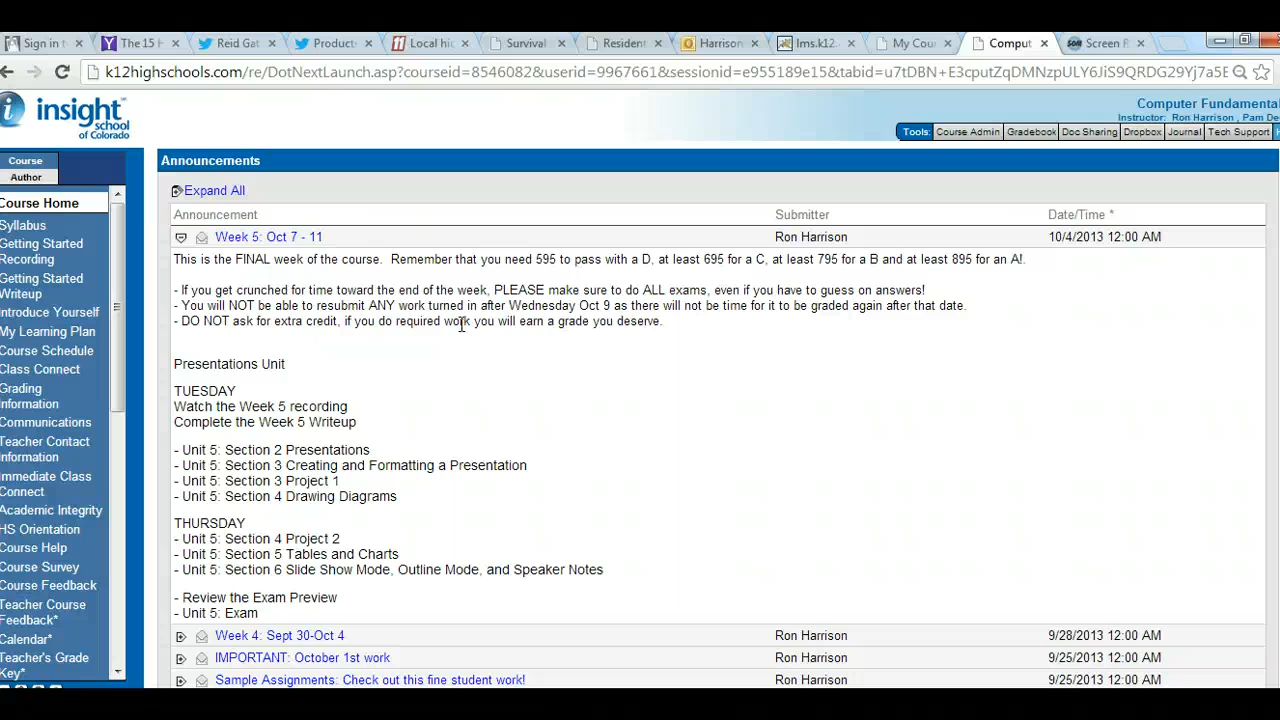 Sign in t
The 15 H
Reid Gat
Product
Local hi
Survival
Resident
Harrison
lms.k12.
My Cour
Comput
Screen R
k12highschools.com/re/DotNextLaunch.asp?courseid=8546082&userid=9967661&sessionid=e955189e15&tabid=u7tDBN+E3cputZqDMNzpULY6JiS9QRDG29Yj7a5E
insight
school
of Colorado
Computer Fundamenta
Instructor: Ron Harrison , Pam De
Tools: Course Admin Gradebook Doc Sharing Dropbox Journal Tech Support H
Course
Author
Course Home
Syllabus
Getting Started
Recording
Getting Started
Writeup
Introduce Yourself
My Learning Plan
Course Schedule
Class Connect
Grading
Information
Communications
Teacher Contact
Information
Immediate Class
Connect
Academic Integrity
HS Orientation
Course Help
Course Survey
Course Feedback
Teacher Course
Feedback*
Calendar*
Teacher's Grade
Key*
Announcements
Expand All
Announcement Submitter Date/Time *
Week 5: Oct 7 - 11 Ron Harrison 10/4/2013 12:00 AM
This is the FINAL week of the course. Remember that you need 595 to pass with a D, at least 695 for a C, at least 795 for a B and at least 895 for an A!.
- If you get crunched for time toward the end of the week, PLEASE make sure to do ALL exams, even if you have to guess on answers!
- You will NOT be able to resubmit ANY work turned in after Wednesday Oct 9 as there will not be time for it to be graded again after that date.
- DO NOT ask for extra credit, if you do required work you will earn a grade you deserve.
Presentations Unit
TUESDAY
Watch the Week 5 recording
Complete the Week 5 Writeup
- Unit 5: Section 2 Presentations
- Unit 5: Section 3 Creating and Formatting a Presentation
- Unit 5: Section 3 Project 1
- Unit 5: Section 4 Drawing Diagrams
THURSDAY
- Unit 5: Section 4 Project 2
- Unit 5: Section 5 Tables and Charts
- Unit 5: Section 6 Slide Show Mode, Outline Mode, and Speaker Notes
- Review the Exam Preview
- Unit 5: Exam
Week 4: Sept 30-Oct 4 Ron Harrison 9/28/2013 12:00 AM
IMPORTANT: October 1st work Ron Harrison 9/25/2013 12:00 AM
Sample Assignments: Check out this fine student work! Ron Harrison 9/25/2013 12:00 AM